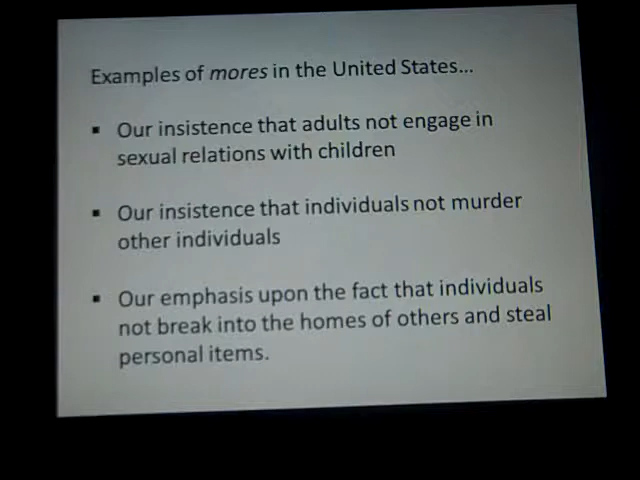 Examples of mores in the United States...
▪ Our insistence that adults not engage in
sexual relations with children
▪ Our insistence that individuals not murder
other individuals
▪ Our emphasis upon the fact that individuals
not break into the homes of others and steal
personal items.